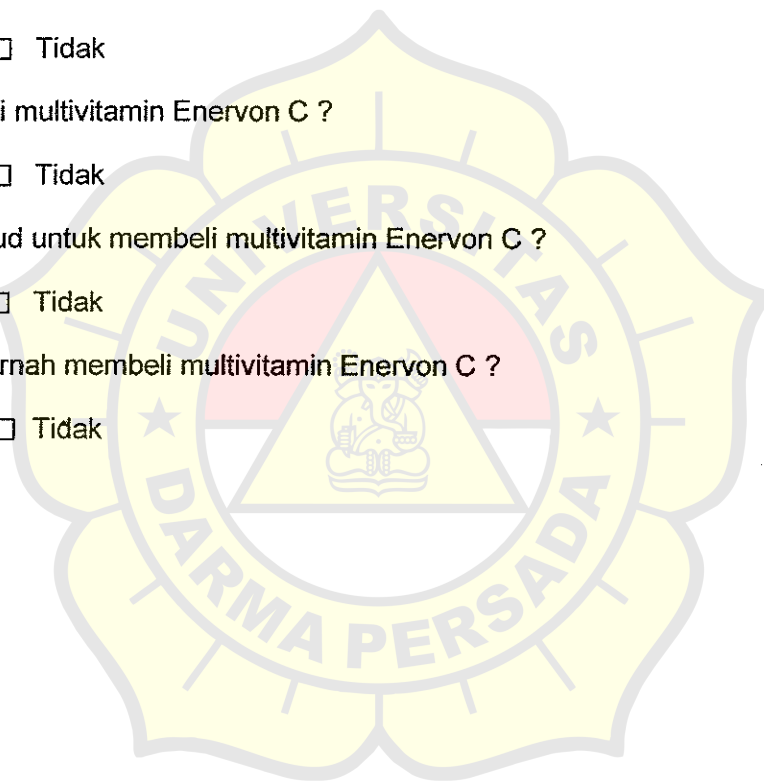 ☐ Tidak
i multivitamin Enervon C ?
☐ Tidak
ud untuk membeli multivitamin Enervon C ?
☐ Tidak
rnah membeli multivitamin Enervon C ?
☐ Tidak
UNIVERSITAS
DARMA PERSADA